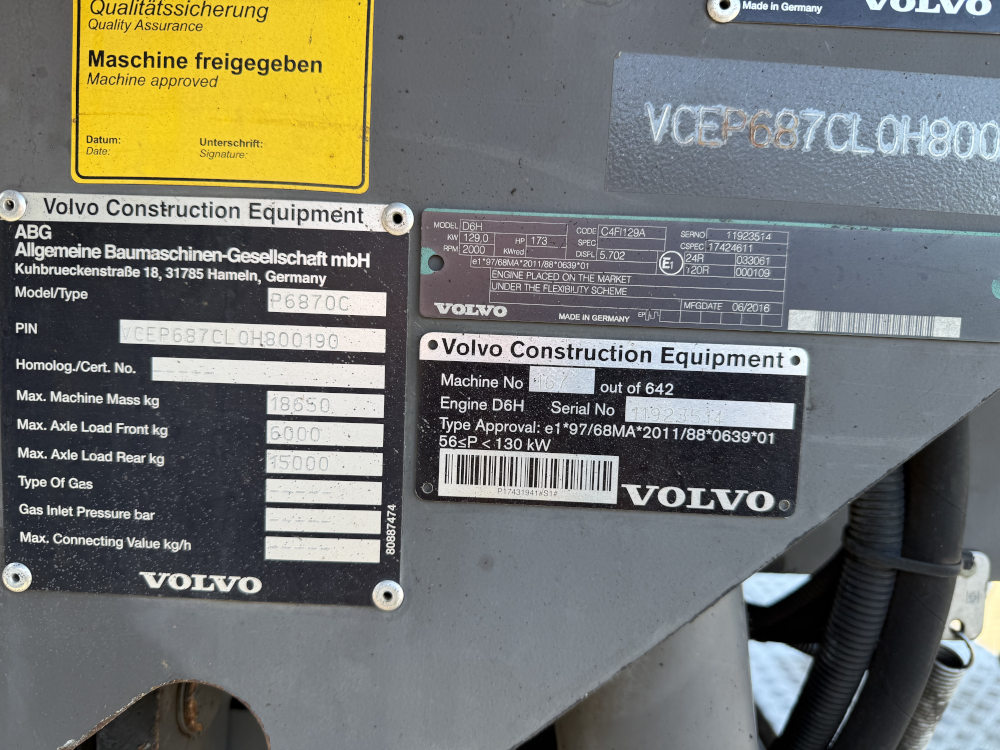 Qualitätssicherung
Quality Assurance
Maschine freigegeben
Machine approved
Datum:
Date:
Unterschrift:
Signature:
Made in Germany
VOLVO
VCEP687CL0H800
Volvo Construction Equipment
ABG
Allgemeine Baumaschinen-Gesellschaft mbH
Kuhbrueckenstraße 18, 31785 Hameln, Germany
Model/Type P6870C
PIN VCEP687CL0H800190
Homolog./Cert. No. -----
Max. Machine Mass kg 18650
Max. Axle Load Front kg 6000
Max. Axle Load Rear kg 15000
Type Of Gas ----
Gas Inlet Pressure bar ----
Max. Connecting Value kg/h ----
80887474
VOLVO
MODEL D6H CODE C4FI129A SERNO 11923514
KW 129,0 HP 173 SPEC CSPEC 17424611
RPM 2000 KWred DISPL 5.702 E1 24R 033061
e1*97/68MA*2011/88*0639*01 120R 000109
ENGINE PLACED ON THE MARKET
UNDER THE FLEXIBILITY SCHEME
MFGDATE 06/2016
VOLVO MADE IN GERMANY EP
Volvo Construction Equipment
Machine No 167 out of 642
Engine D6H Serial No 11923514
Type Approval: e1*97/68MA*2011/88*0639*01
56≤P < 130 kW
P17431941#S1#
VOLVO